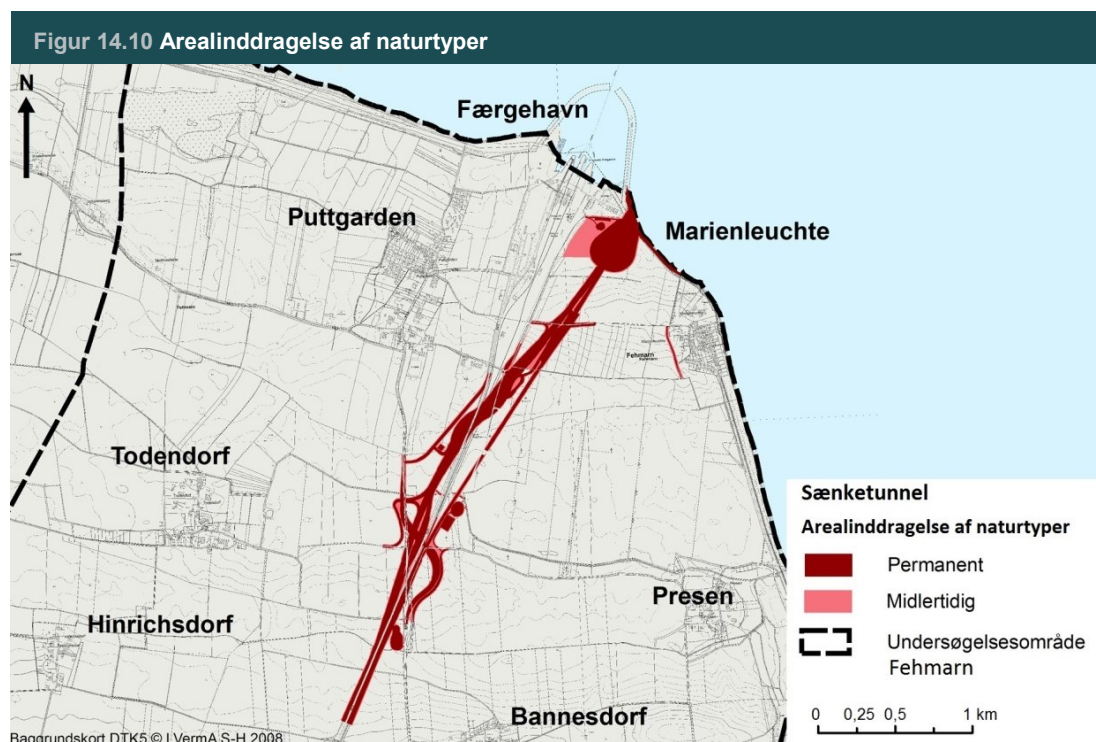 Figur 14.10 Arealinddragelse af naturtyper
N
Færgehavn
Puttgarden
Marienleuchte
Fehmarn
Todendorf
Presen
Hinrichsdorf
Bannesdorf
Sænketunnel
Arealinddragelse af naturtyper
Permanent
Midlertidig
Undersøgelsesområde
Fehmarn
0 0,25 0,5 1 km
Baggrundskort DTK5 © LVermA S-H 2008